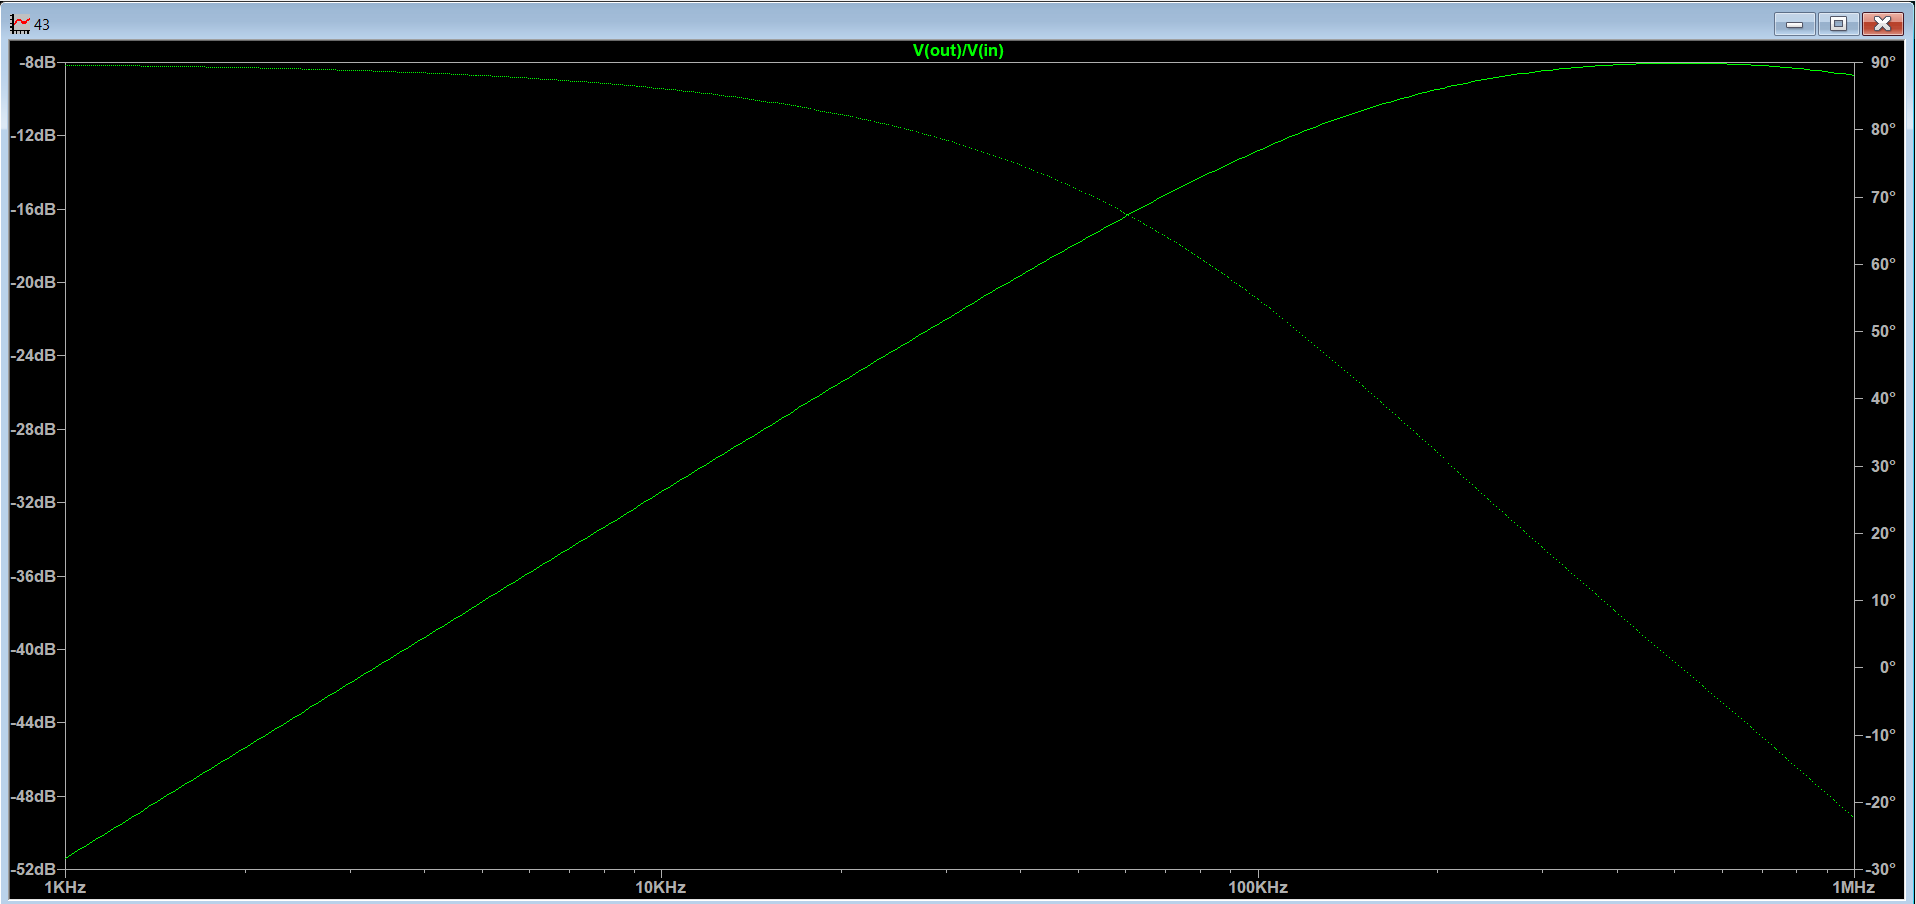 43
V(out)/V(in)
-8dB
-12dB
-16dB
-20dB
-24dB
-28dB
-32dB
-36dB
-40dB
-44dB
-48dB
-52dB
90°
80°
70°
60°
50°
40°
30°
20°
10°
0°
-10°
-20°
-30°
1KHz 10KHz 100KHz 1MHz